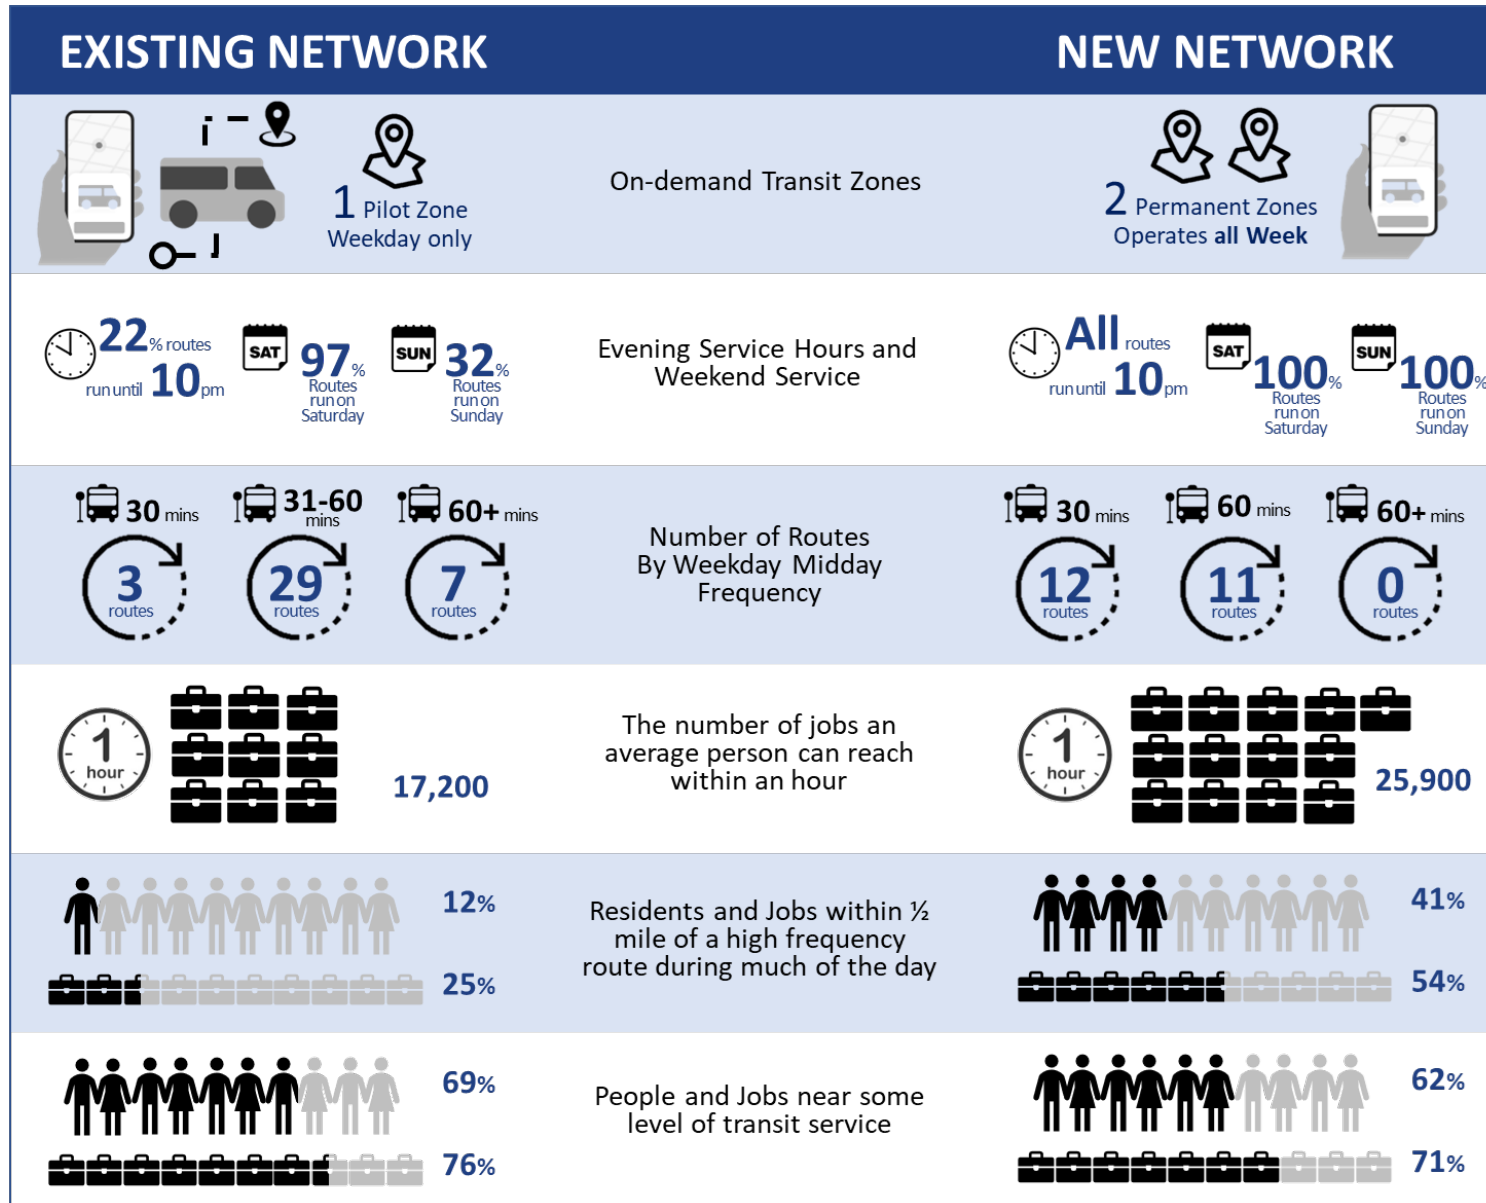 EXISTING NETWORK
NEW NETWORK
1 Pilot Zone
Weekday only
On-demand Transit Zones
2 Permanent Zones
Operates all Week
22% routes
run until 10pm
SAT
97%
Routes
run on
Saturday
SUN
32%
Routes
run on
Sunday
Evening Service Hours and
Weekend Service
All routes
run until 10pm
SAT
100%
Routes
run on
Saturday
SUN
100%
Routes
run on
Sunday
30 mins
3
routes
31-60
mins
29
routes
60+ mins
7
routes
Number of Routes
By Weekday Midday
Frequency
30 mins
12
routes
60 mins
11
routes
60+ mins
0
routes
1
hour
17,200
The number of jobs an
average person can reach
within an hour
1
hour
25,900
12%
25%
Residents and Jobs within ½
mile of a high frequency
route during much of the day
41%
54%
69%
76%
People and Jobs near some
level of transit service
62%
71%